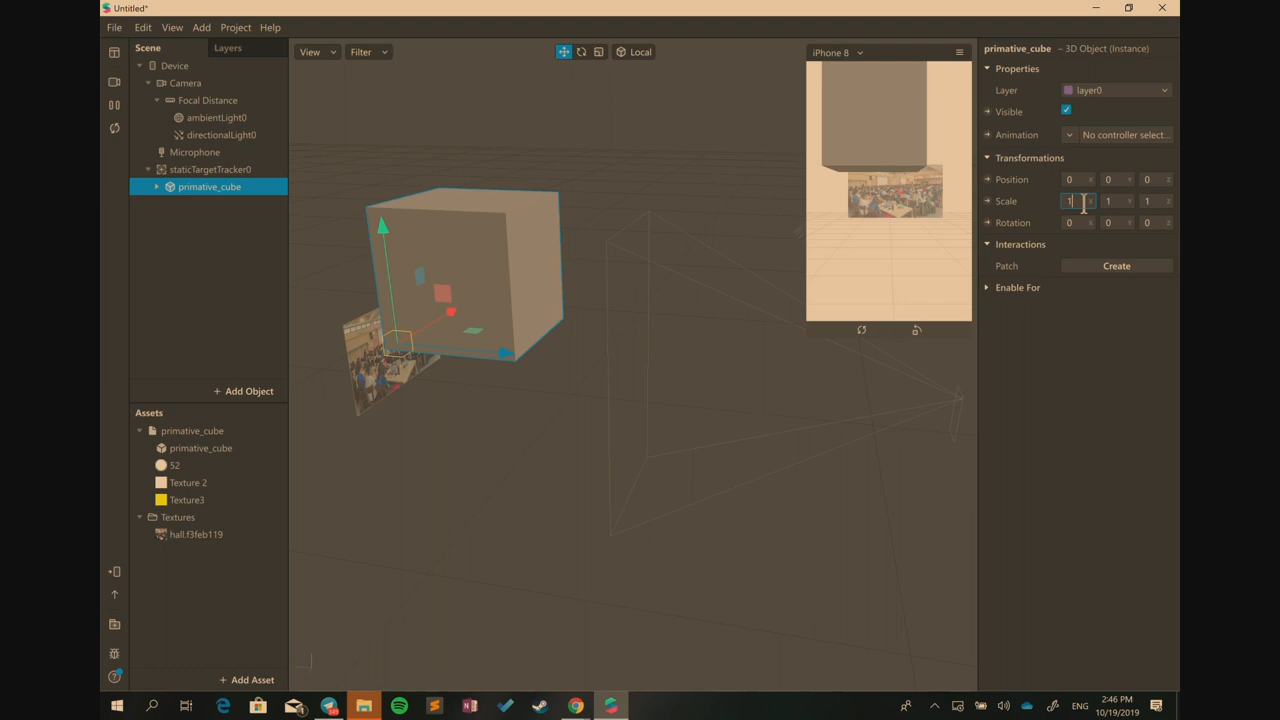 Untitled*
File Edit View Add Project Help
Scene Layers
Device
Camera
Focal Distance
ambientLight0
directionalLight0
Microphone
staticTargetTracker0
primative_cube
+ Add Object
Assets
primative_cube
primative_cube
52
Texture 2
Texture3
Textures
hall.f3feb119
+ Add Asset
View Filter Local
iPhone 8
primative_cube – 3D Object (Instance)
Properties
Layer layer0
Visible
Animation No controller select...
Transformations
Position 0 X 0 Y 0 Z
Scale 1 X 1 Y 1 Z
Rotation 0 X 0 Y 0 Z
Interactions
Patch Create
Enable For
ENG
2:46 PM
10/19/2019